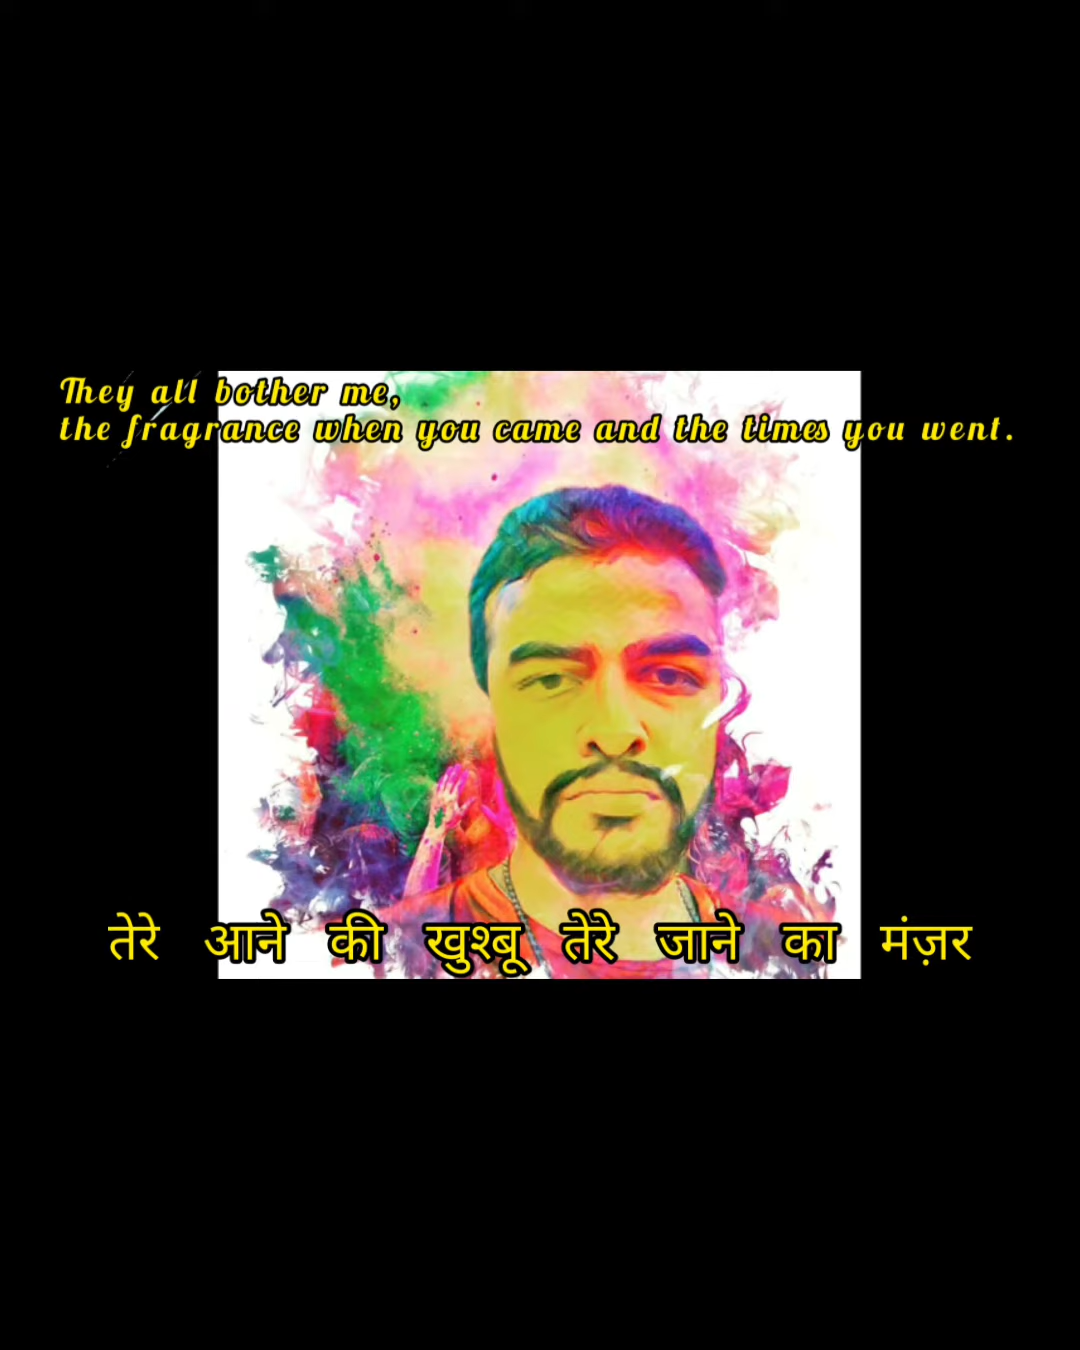 They all bother me,
the fragrance when you came and the times you went.
तेरे आने की खुश्बू तेरे जाने का मंज़र